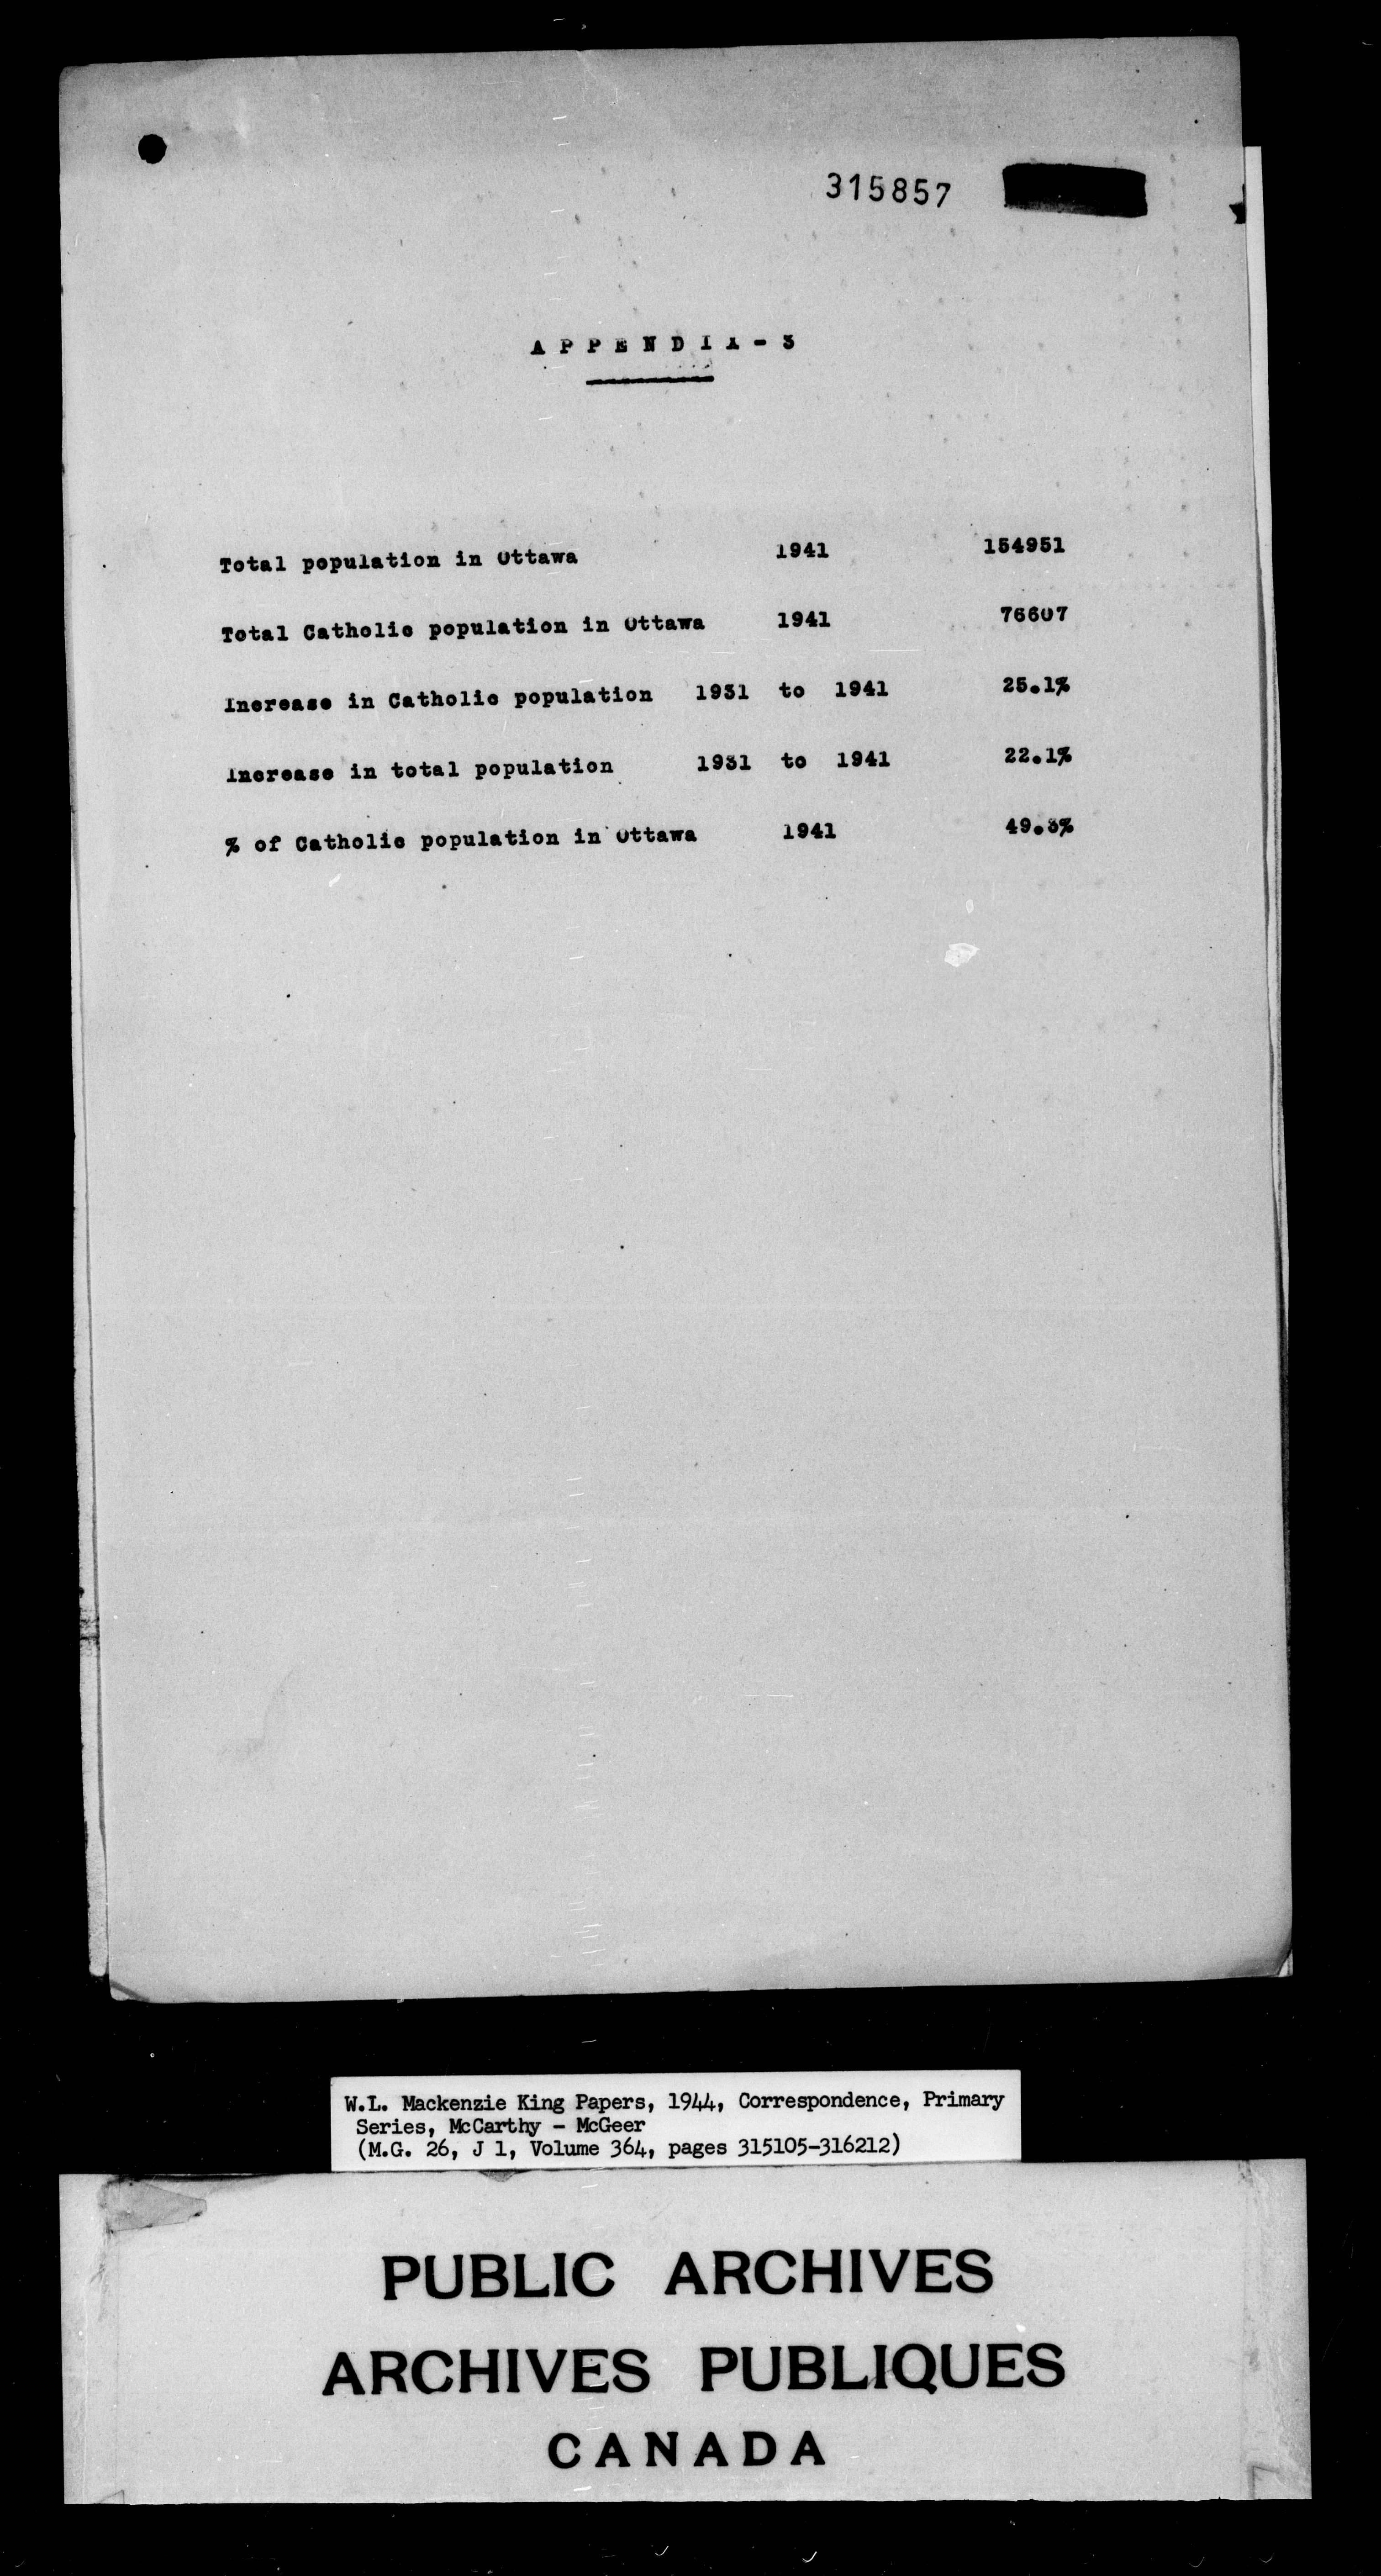 315857
APPENDIX-3
Total population in Ottawa 1941 154951
Total Catholic population in Ottawa 1941 76607
Increase in Catholic population 1931 to 1941 25.1%
Increase in total population 1931 to 1941 22.1%
% of Catholic population in Ottawa 1941 49.3%
W.L. Mackenzie King Papers, 1944, Correspondence, Primary
Series, McCarthy - McGeer
(M.G. 26, J 1, Volume 364, pages 315105-316212)
PUBLIC ARCHIVES
ARCHIVES PUBLIQUES
CANADA